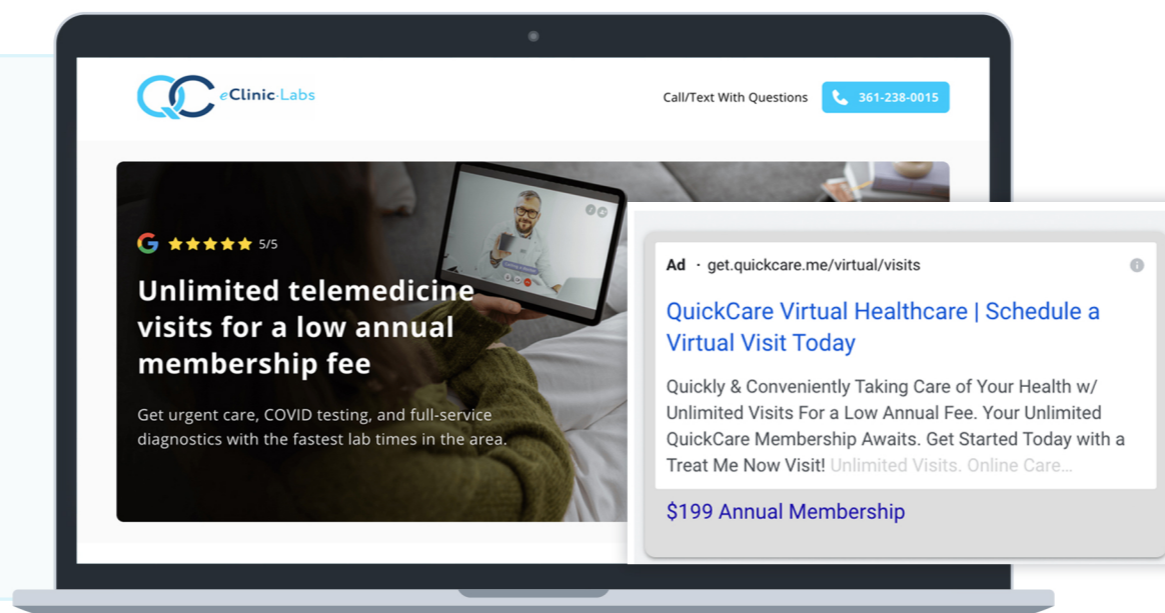 QC eClinic·Labs
Call/Text With Questions
361-238-0015
5/5
Unlimited telemedicine
visits for a low annual
membership fee
Get urgent care, COVID testing, and full-service
diagnostics with the fastest lab times in the area.
Ad · get.quickcare.me/virtual/visits
QuickCare Virtual Healthcare | Schedule a
Virtual Visit Today
Quickly & Conveniently Taking Care of Your Health w/
Unlimited Visits For a Low Annual Fee. Your Unlimited
QuickCare Membership Awaits. Get Started Today with a
Treat Me Now Visit! Unlimited Visits. Online Care...
$199 Annual Membership